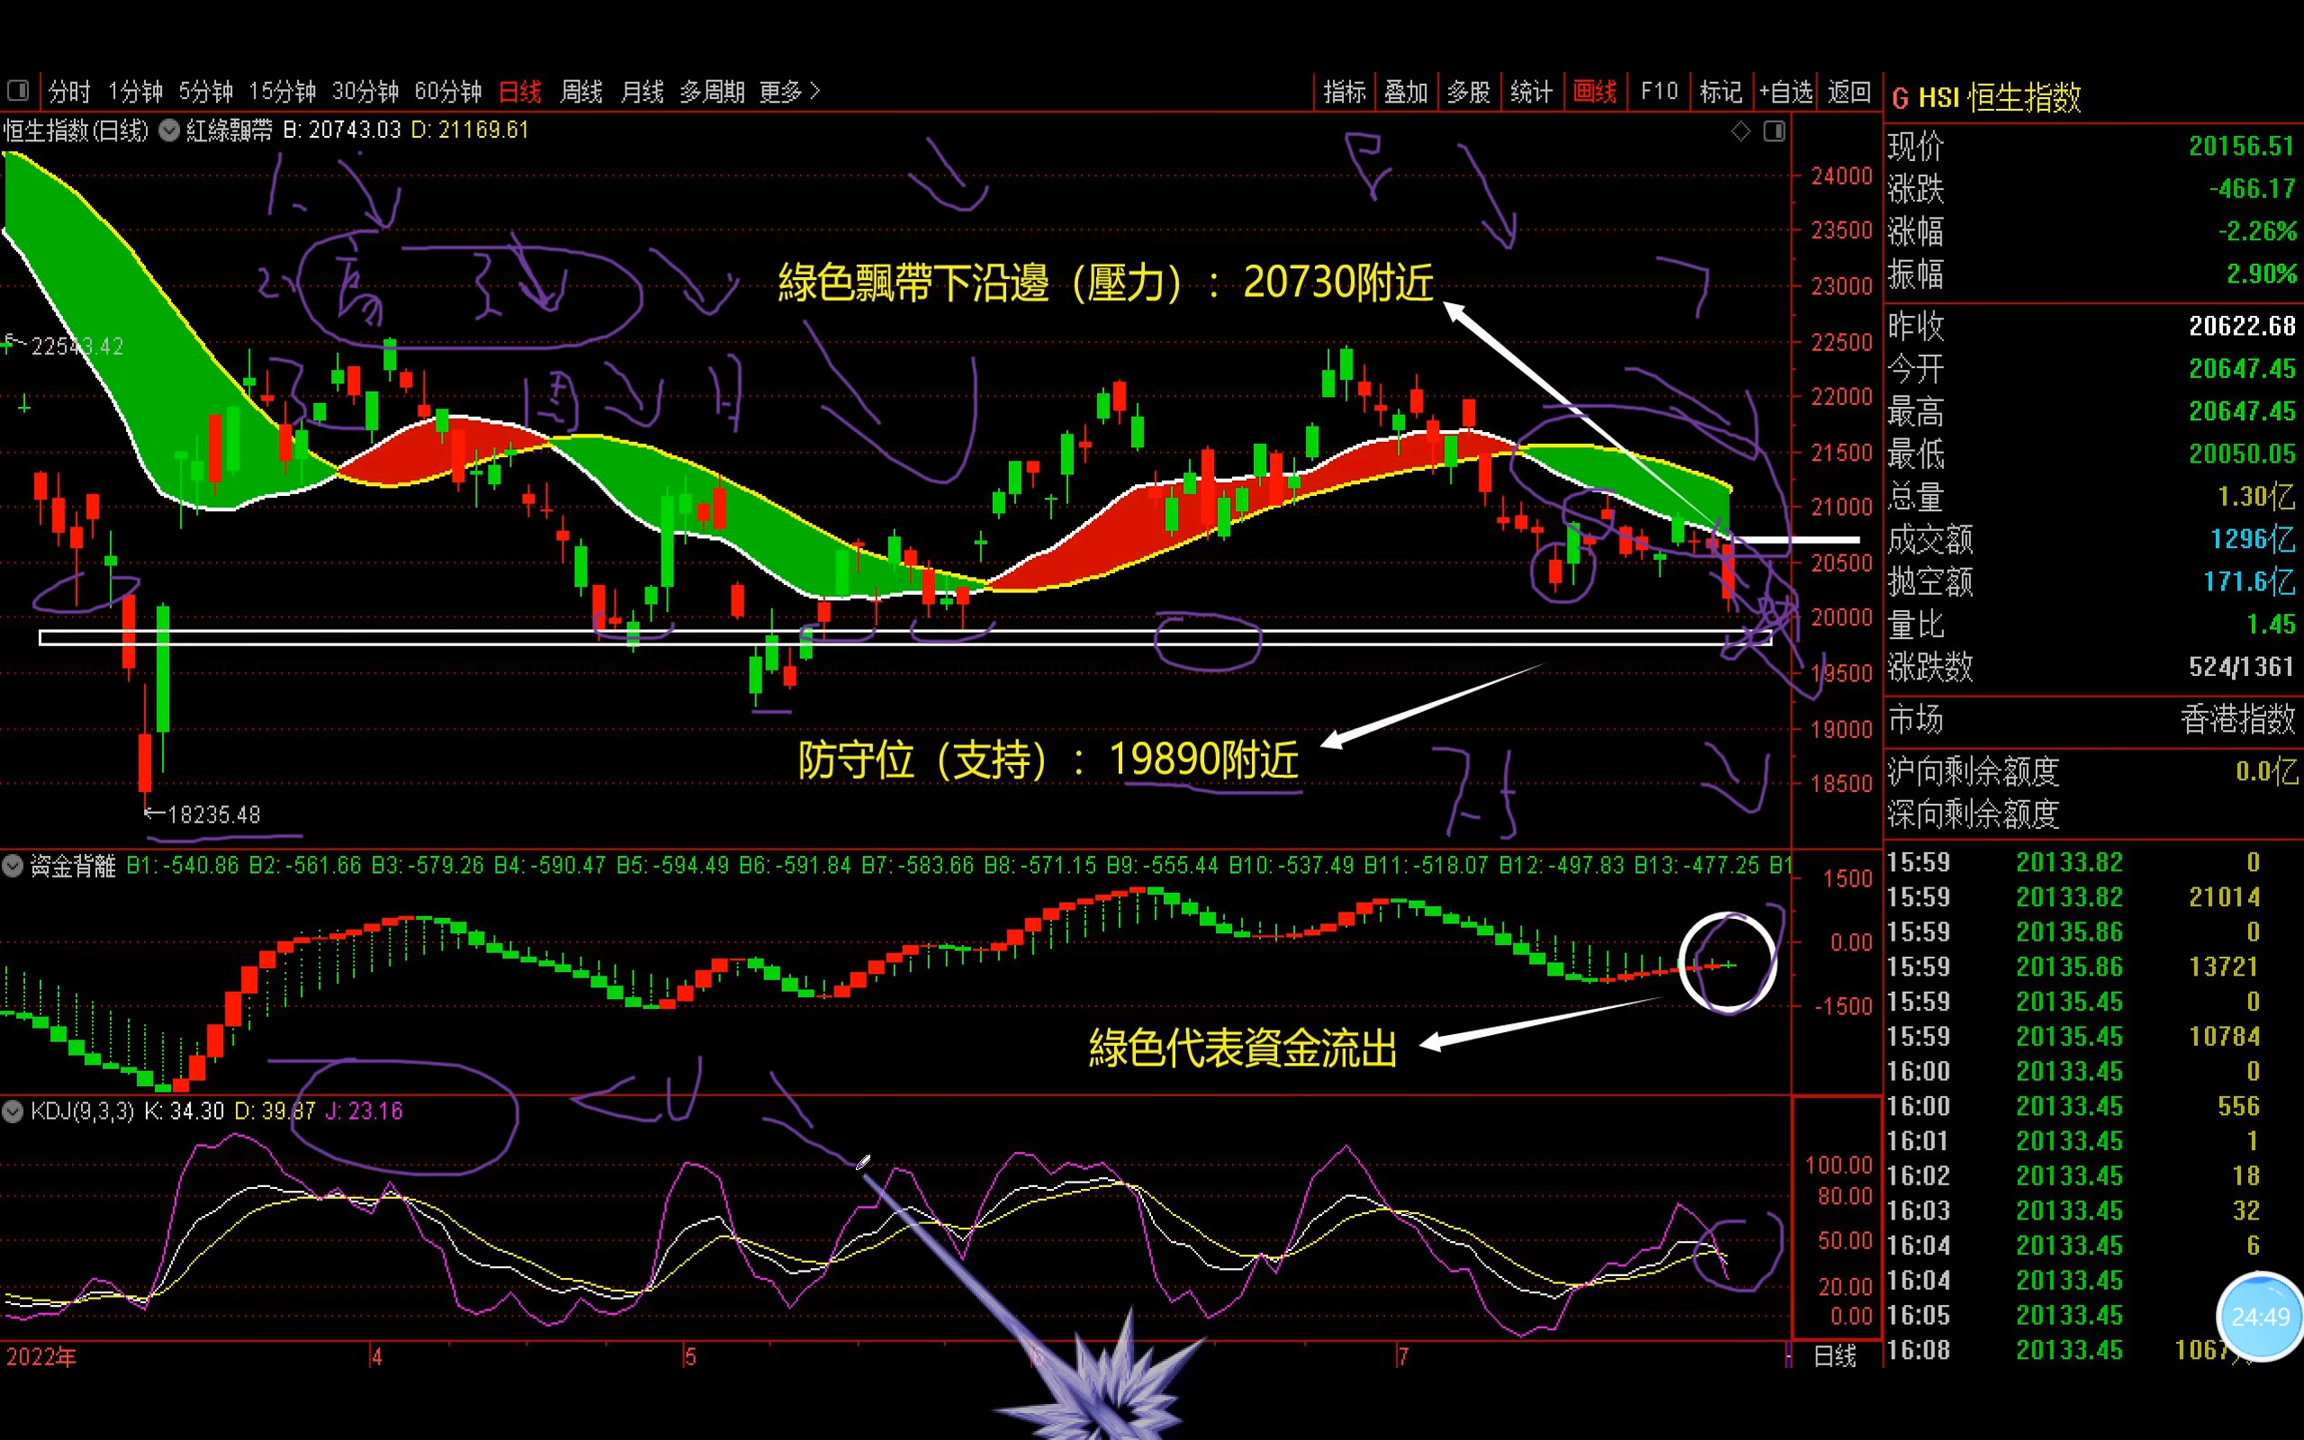 分时 1分钟 5分钟 15分钟 30分钟 60分钟 日线 周线 月线 多周期 更多 指标 叠加 多股 统计 画线 F10 标记 +自选 返回
恒生指数(日线) 紅綠飄帶 B: 20743.03 D: 21169.61
綠色飄帶下沿邊（壓力）：20730附近
22543.42
防守位（支持）：19890附近
18235.48
24000
23500
23000
22500
22000
21500
21000
20500
20000
19500
19000
18500
资金背離 B1:-540.86 B2:-561.66 B3:-579.26 B4:-590.47 B5:-594.49 B6:-591.84 B7:-583.66 B8:-571.15 B9:-555.44 B10:-537.49 B11:-518.07 B12:-497.83 B13:-477.25 B1
1500
0.00
-1500
綠色代表資金流出
KDJ(9,3,3) K: 34.30 D: 39.87 J: 23.16
100.00
80.00
50.00
20.00
0.00
2022年 4 5 7 日线
G HSI 恒生指数
现价 20156.51
涨跌 -466.17
涨幅 -2.26%
振幅 2.90%
昨收 20622.68
今开 20647.45
最高 20647.45
最低 20050.05
总量 1.30亿
成交额 1296亿
抛空额 171.6亿
量比 1.45
涨跌数 524/1361
市场 香港指数
沪向剩余额度 0.0亿
深向剩余额度
15:59 20133.82 0
15:59 20133.82 21014
15:59 20135.86 0
15:59 20135.86 13721
15:59 20135.45 0
15:59 20135.45 10784
16:00 20133.45 0
16:00 20133.45 556
16:01 20133.45 1
16:02 20133.45 18
16:03 20133.45 32
16:04 20133.45 6
16:04 20133.45
16:05 20133.45
16:08 20133.45 1067
24:49